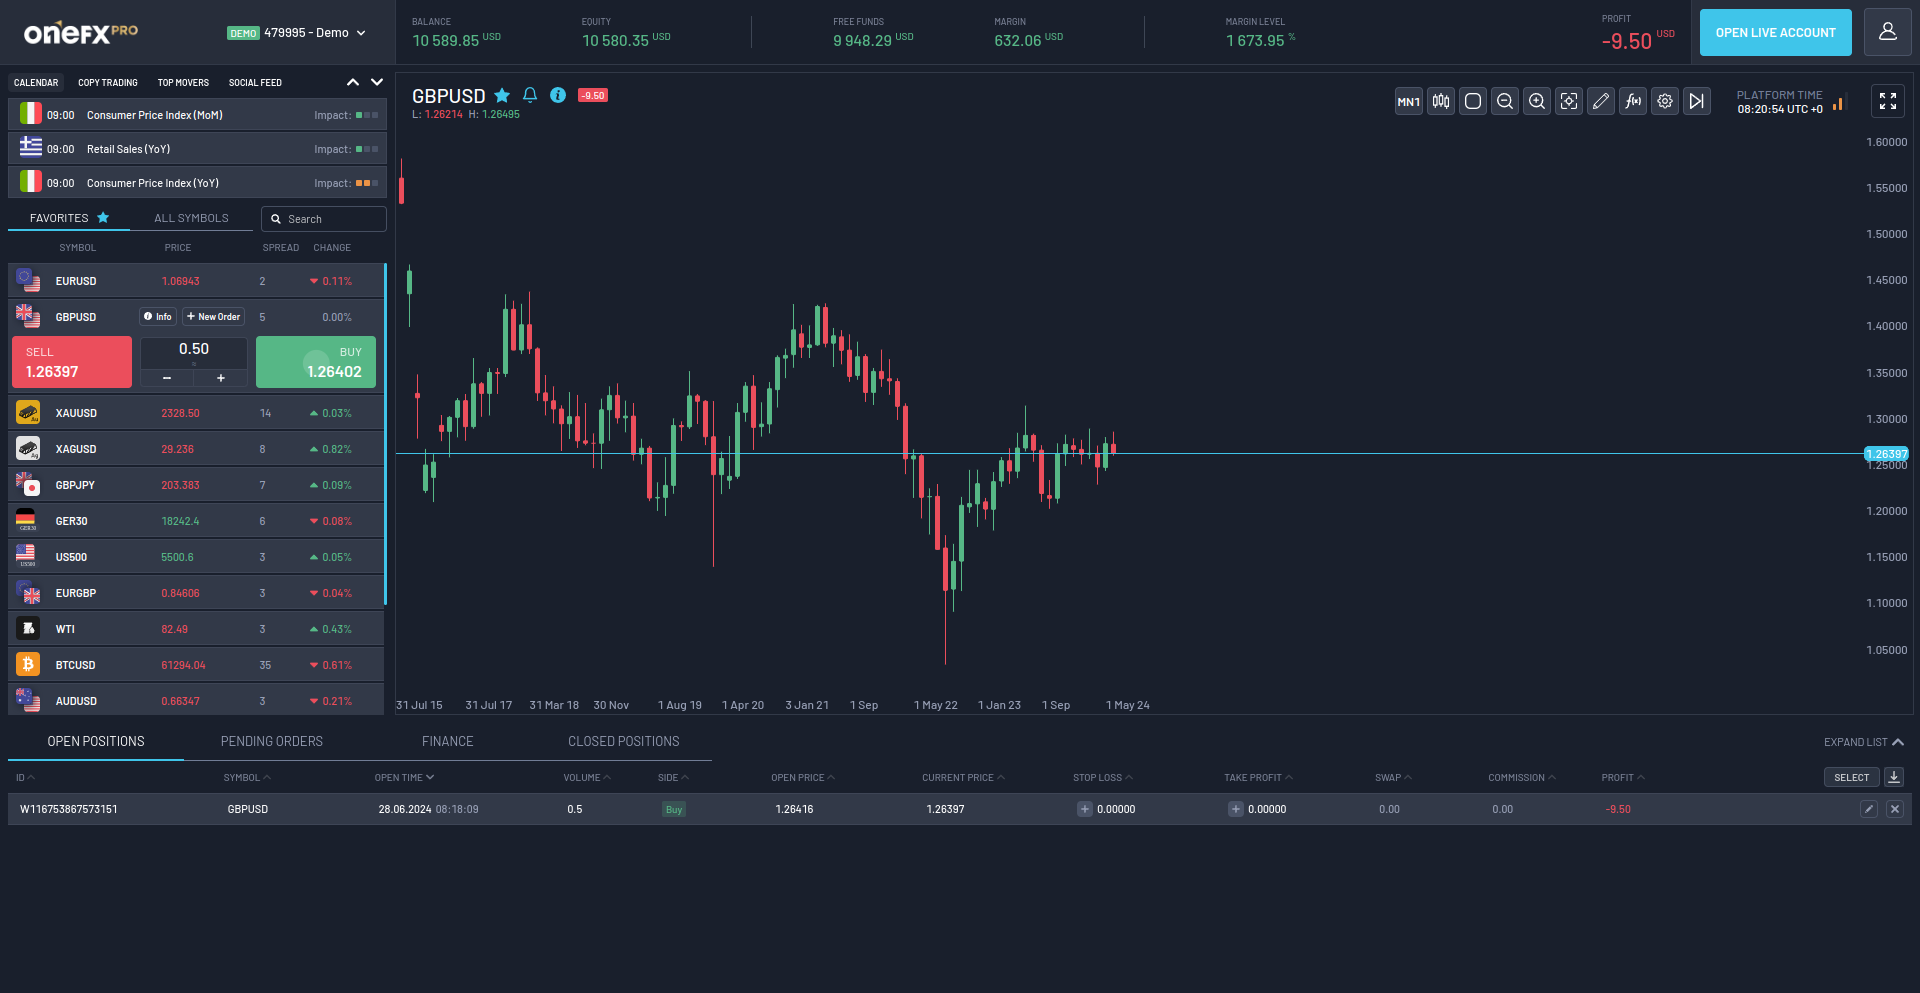 oneFX PRO
DEMO 479995 - Demo
BALANCE
10 589.85 USD
EQUITY
10 580.35 USD
FREE FUNDS
9 948.29 USD
MARGIN
632.06 USD
MARGIN LEVEL
1 673.95 %
PROFIT
-9.50 USD
OPEN LIVE ACCOUNT
CALENDAR COPY TRADING TOP MOVERS SOCIAL FEED
09:00 Consumer Price Index (MoM) Impact:
09:00 Retail Sales (YoY) Impact:
09:00 Consumer Price Index (YoY) Impact:
FAVORITES ALL SYMBOLS Search
SYMBOL PRICE SPREAD CHANGE
EURUSD 1.06943 2 0.11%
GBPUSD Info + New Order 5 0.00%
SELL
1.26397
0.50
− +
BUY
1.26402
XAUUSD 2328.50 14 0.03%
XAGUSD 29.236 8 0.82%
GBPJPY 203.383 7 0.09%
GER30 18242.4 6 0.08%
US500 5500.6 3 0.05%
EURGBP 0.84606 3 0.04%
WTI 82.49 3 0.43%
BTCUSD 61294.04 35 0.61%
AUDUSD 0.66347 3 0.21%
GBPUSD -9.50
L: 1.26214 H: 1.26495
MN1
f(x)
PLATFORM TIME
08:20:54 UTC +0
1.60000
1.55000
1.50000
1.45000
1.40000
1.35000
1.30000
1.26397
1.25000
1.20000
1.15000
1.10000
1.05000
31 Jul 15 31 Jul 17 31 Mar 18 30 Nov 1 Aug 19 1 Apr 20 3 Jan 21 1 Sep 1 May 22 1 Jan 23 1 Sep 1 May 24
OPEN POSITIONS PENDING ORDERS FINANCE CLOSED POSITIONS EXPAND LIST
ID SYMBOL OPEN TIME VOLUME SIDE OPEN PRICE CURRENT PRICE STOP LOSS TAKE PROFIT SWAP COMMISSION PROFIT SELECT
W116753867573151 GBPUSD 28.06.2024 08:18:09 0.5 Buy 1.26416 1.26397 + 0.00000 + 0.00000 0.00 0.00 -9.50